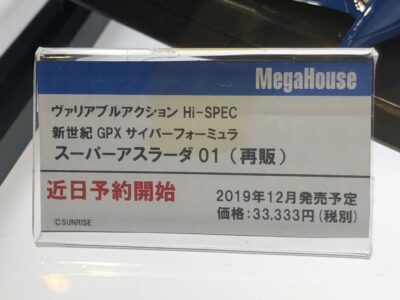 MegaHouse
ヴァリアブルアクション Hi-SPEC
新世紀 GPX サイバーフォーミュラ
スーパーアスラーダ 01（再販）
近日予約開始
2019年12月発売予定
価格：33,333円（税別）
©SUNRISE